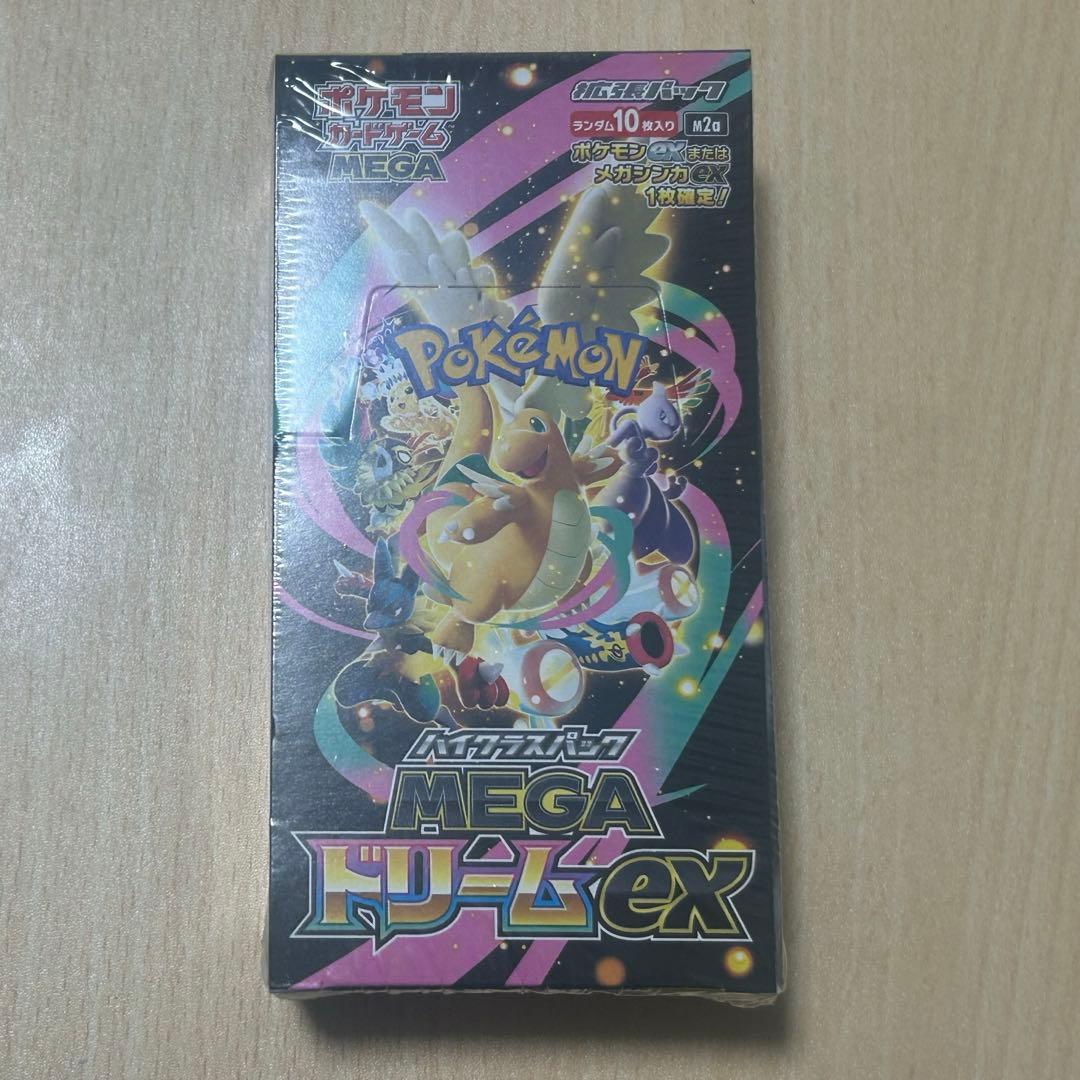 ポケモン
カードゲーム
MEGA
拡張パック
ランダム10枚入り M2a
ポケモンexまたは
メガシンカex
1枚確定!
POKéMON
ハイクラスパック
MEGA
ドリームex